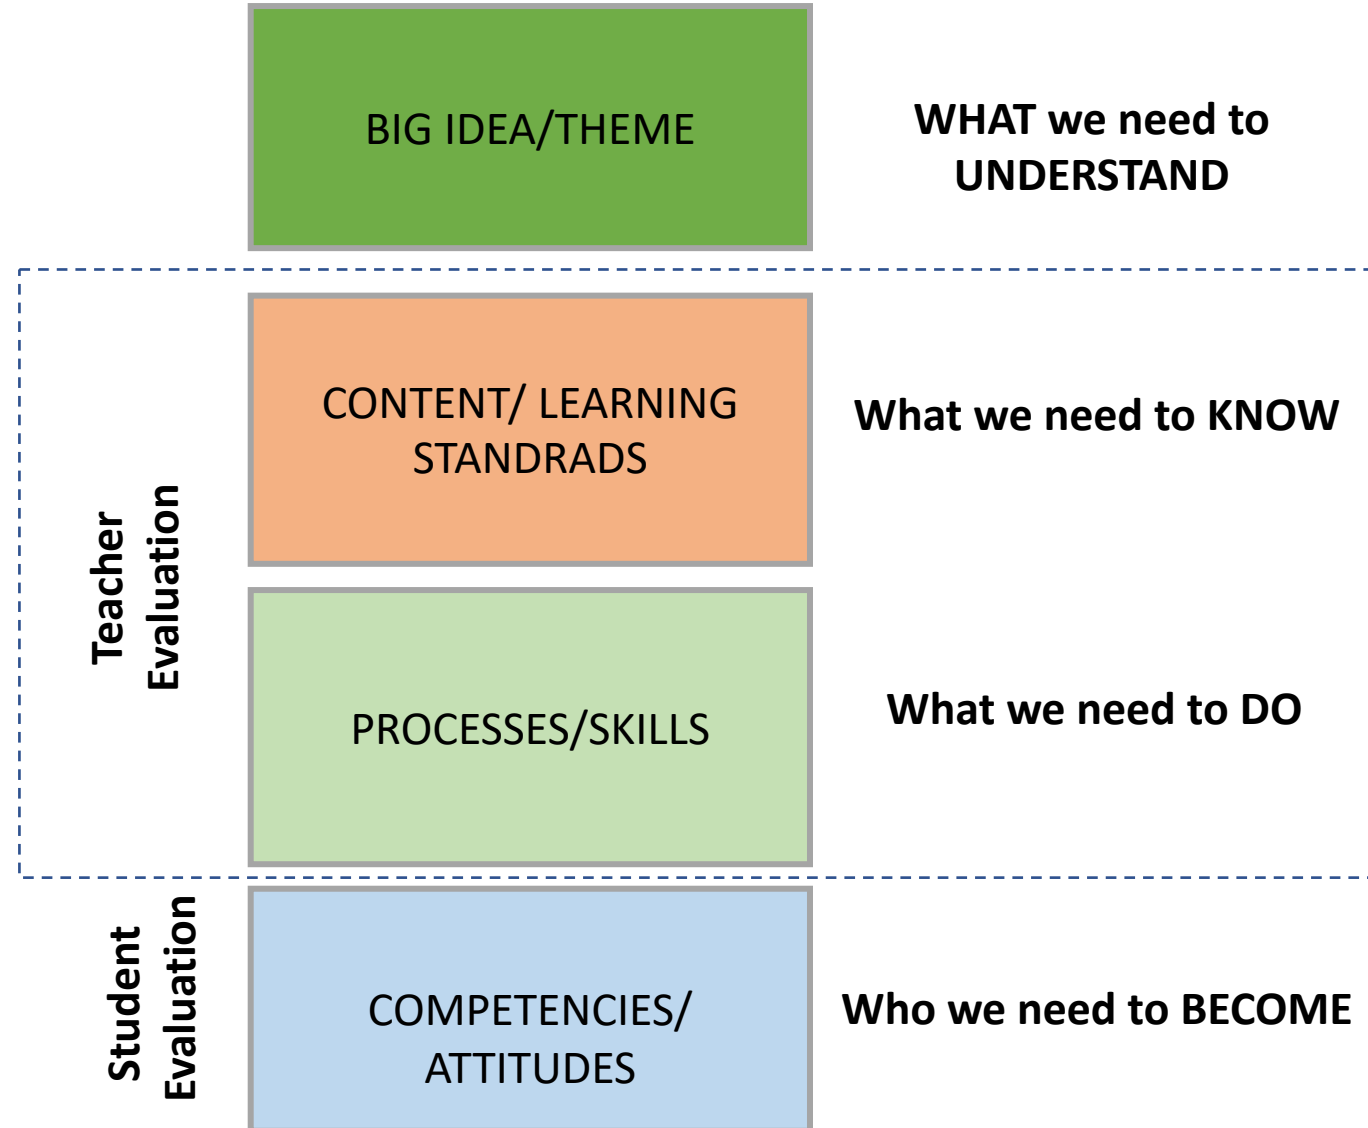 BIG IDEA/THEME
WHAT we need to
UNDERSTAND
CONTENT/ LEARNING
STANDRADS
What we need to KNOW
Teacher
Evaluation
PROCESSES/SKILLS
What we need to DO
Student
Evaluation
COMPETENCIES/
ATTITUDES
Who we need to BECOME